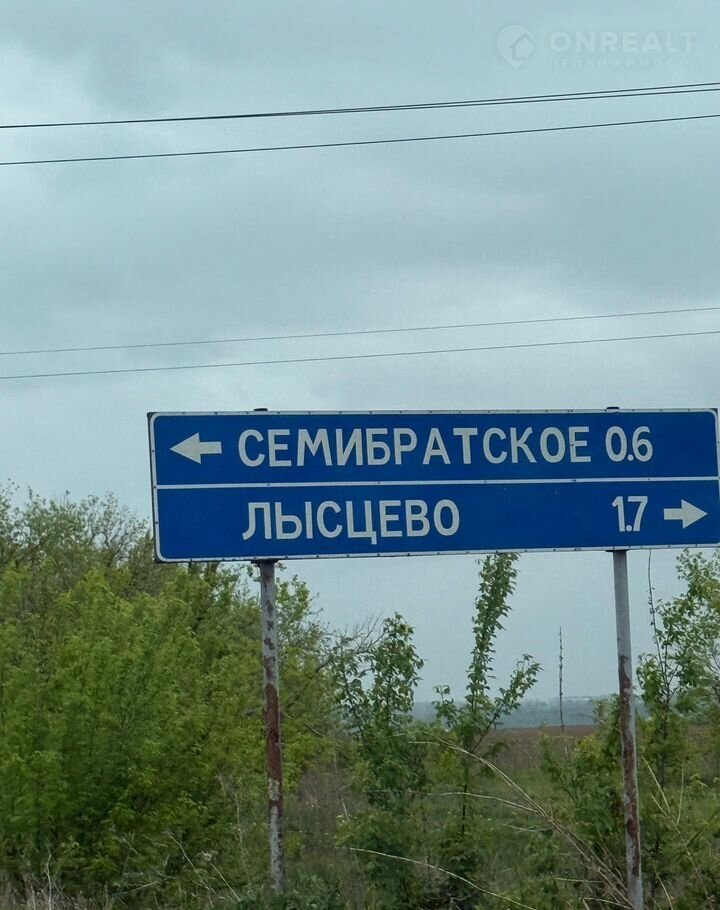 ONREALT
НЕДВИЖИМОСТЬ
СЕМИБРАТСКОЕ 0.6
ЛЫСЦЕВО 1.7